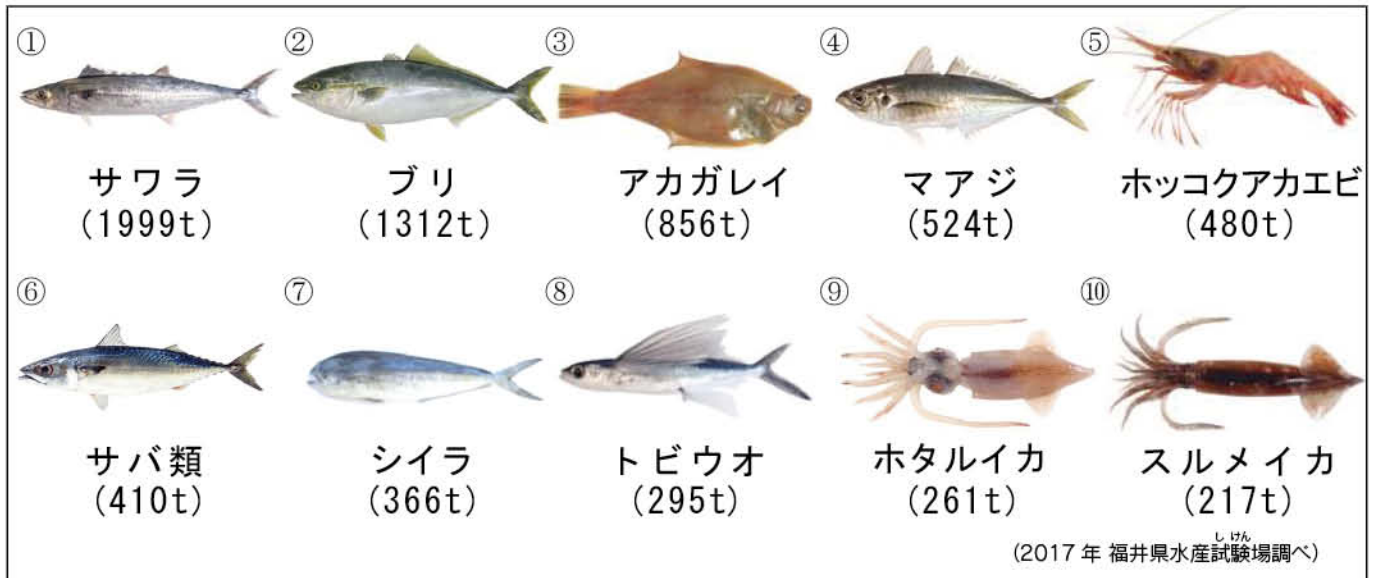 ① ② ③ ④ ⑤
サワラ ブリ アカガレイ マアジ ホッコクアカエビ
(1999t) (1312t) (856t) (524t) (480t)
⑥ ⑦ ⑧ ⑨ ⑩
サバ類 シイラ トビウオ ホタルイカ スルメイカ
(410t) (366t) (295t) (261t) (217t)
しけん
(2017年 福井県水産試験場調べ)